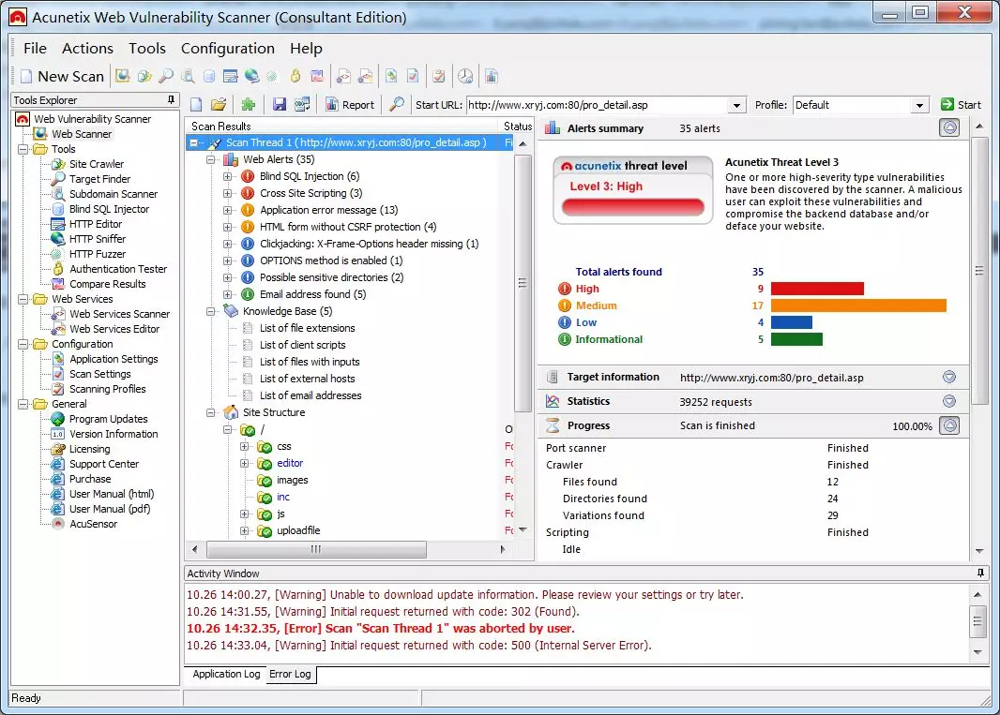 Acunetix Web Vulnerability Scanner (Consultant Edition)
File Actions Tools Configuration Help
New Scan
Tools Explorer
Web Vulnerability Scanner
Web Scanner
Tools
Site Crawler
Target Finder
Subdomain Scanner
Blind SQL Injector
HTTP Editor
HTTP Sniffer
HTTP Fuzzer
Authentication Tester
Compare Results
Web Services
Web Services Scanner
Web Services Editor
Configuration
Application Settings
Scan Settings
Scanning Profiles
General
Program Updates
Version Information
Licensing
Support Center
Purchase
User Manual (html)
User Manual (pdf)
AcuSensor
Report Start URL: http://www.xryj.com:80/pro_detail.asp Profile: Default Start
Scan Results Status
Scan Thread 1 ( http://www.xryj.com:80/pro_detail.asp ) Fi
Web Alerts (35)
Blind SQL Injection (6)
Cross Site Scripting (3)
Application error message (13)
HTML form without CSRF protection (4)
Clickjacking: X-Frame-Options header missing (1)
OPTIONS method is enabled (1)
Possible sensitive directories (2)
Email address found (5)
Knowledge Base (5)
List of file extensions
List of client scripts
List of files with inputs
List of external hosts
List of email addresses
Site Structure
/ O
css Fo
editor Fo
images Fo
inc Fo
js Fo
uploadfile Fo
Alerts summary 35 alerts
acunetix threat level
Level 3: High
Acunetix Threat Level 3
One or more high-severity type vulnerabilities
have been discovered by the scanner. A malicious
user can exploit these vulnerabilities and
compromise the backend database and/or
deface your website.
Total alerts found 35
High 9
Medium 17
Low 4
Informational 5
Target information http://www.xryj.com:80/pro_detail.asp
Statistics 39252 requests
Progress Scan is finished 100.00%
Port scanner Finished
Crawler Finished
Files found 12
Directories found 24
Variations found 29
Scripting Finished
Idle
Activity Window
10.26 14:00.27, [Warning] Unable to download update information. Please review your settings or try later.
10.26 14:31.55, [Warning] Initial request returned with code: 302 (Found).
10.26 14:32.35, [Error] Scan "Scan Thread 1" was aborted by user.
10.26 14:33.04, [Warning] Initial request returned with code: 500 (Internal Server Error).
Application Log Error Log
Ready